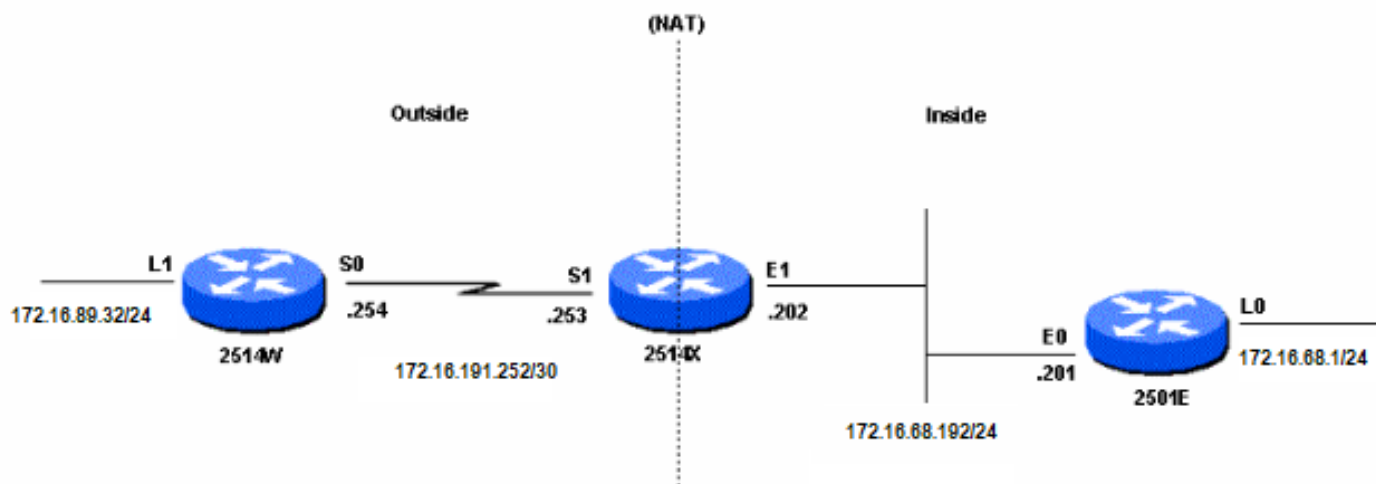 (NAT)
Outside
Inside
L1
S0
S1
E1
172.16.89.32/24
.254
.253
.202
E0
L0
2514W
2514X
172.16.191.252/30
.201
172.16.68.1/24
2501E
172.16.68.192/24